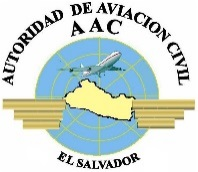 AUTORIDAD DE AVIACION CIVIL
AAC
EL SALVADOR